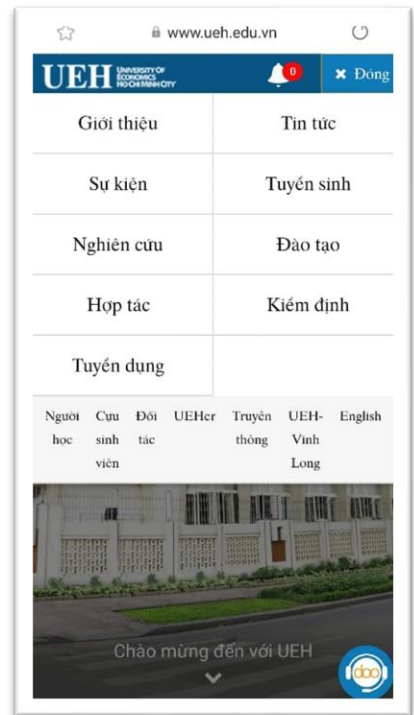 www.ueh.edu.vn
UEH UNIVERSITY OF
ECONOMICS
HO CHI MINH CITY
0
× Đóng
Giới thiệu
Tin tức
Sự kiện
Tuyển sinh
Nghiên cứu
Đào tạo
Hợp tác
Kiểm định
Tuyển dụng
Người học
Cựu sinh viên
Đối tác
UEHer
Truyền thông
UEH-Vĩnh Long
English
Chào mừng đến với UEH